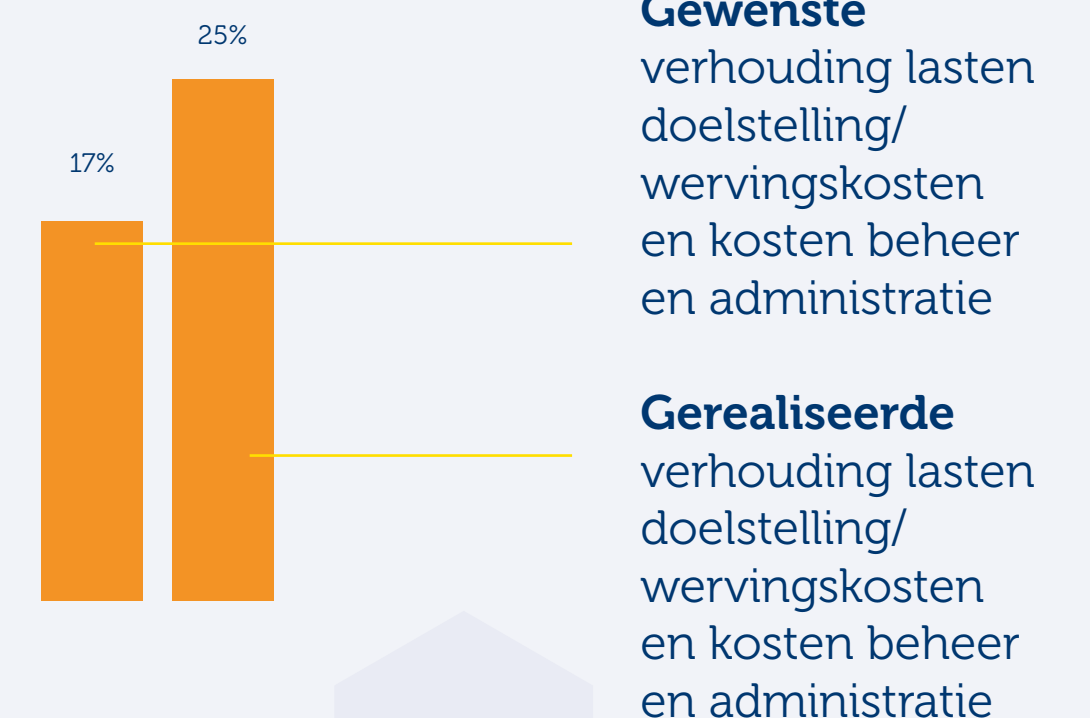 25%
17%
Gewenste
verhouding lasten
doelstelling/
wervingskosten
en kosten beheer
en administratie
Gerealiseerde
verhouding lasten
doelstelling/
wervingskosten
en kosten beheer
en administratie